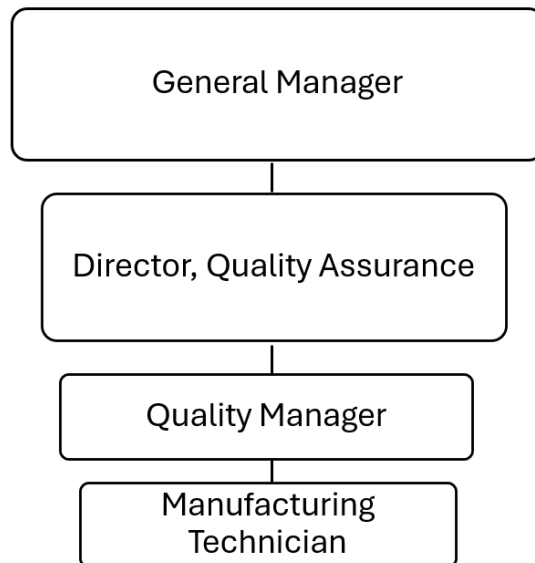 General Manager
Director, Quality Assurance
Quality Manager
Manufacturing
Technician